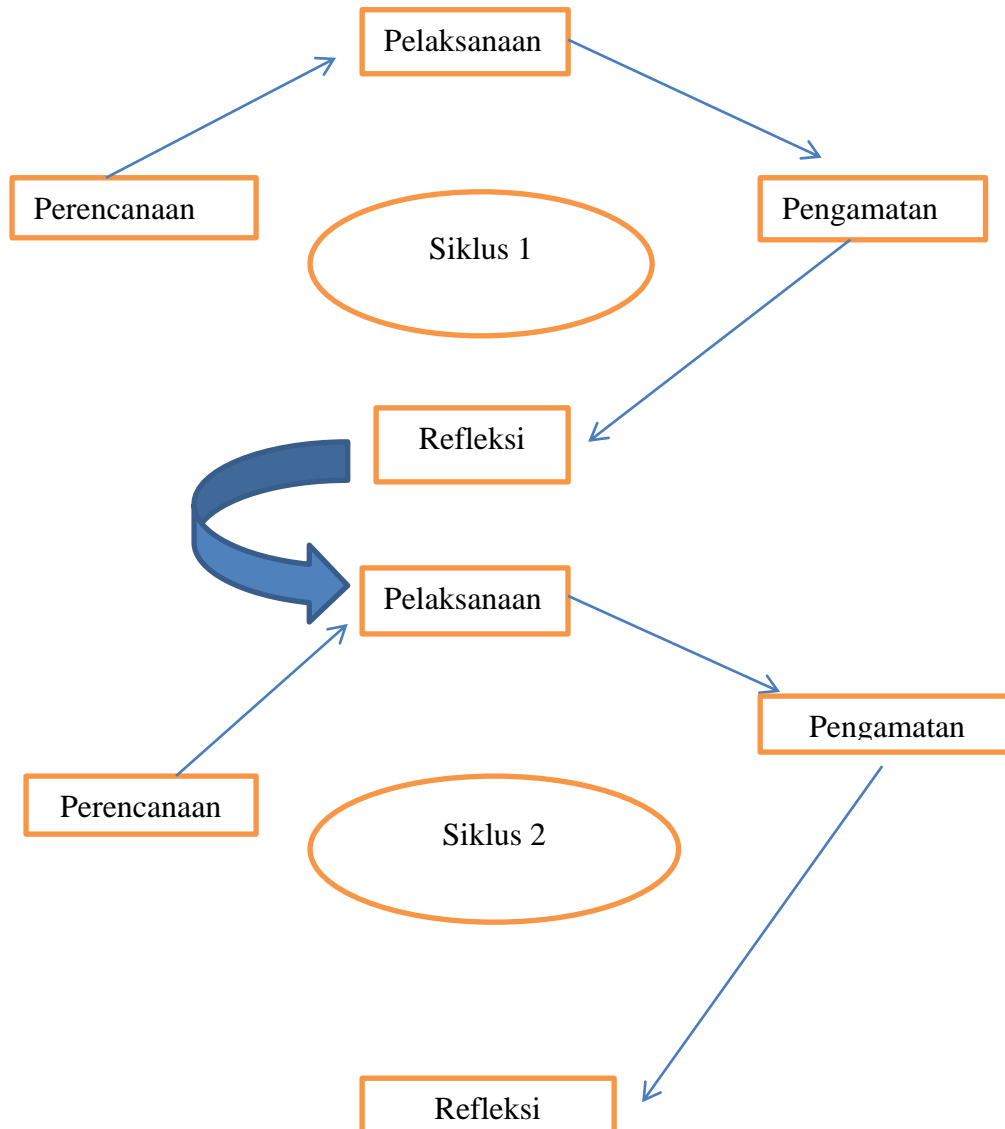 Pelaksanaan
Perencanaan
Pengamatan
Siklus 1
Refleksi
Pelaksanaan
Pengamatan
Perencanaan
Siklus 2
Refleksi